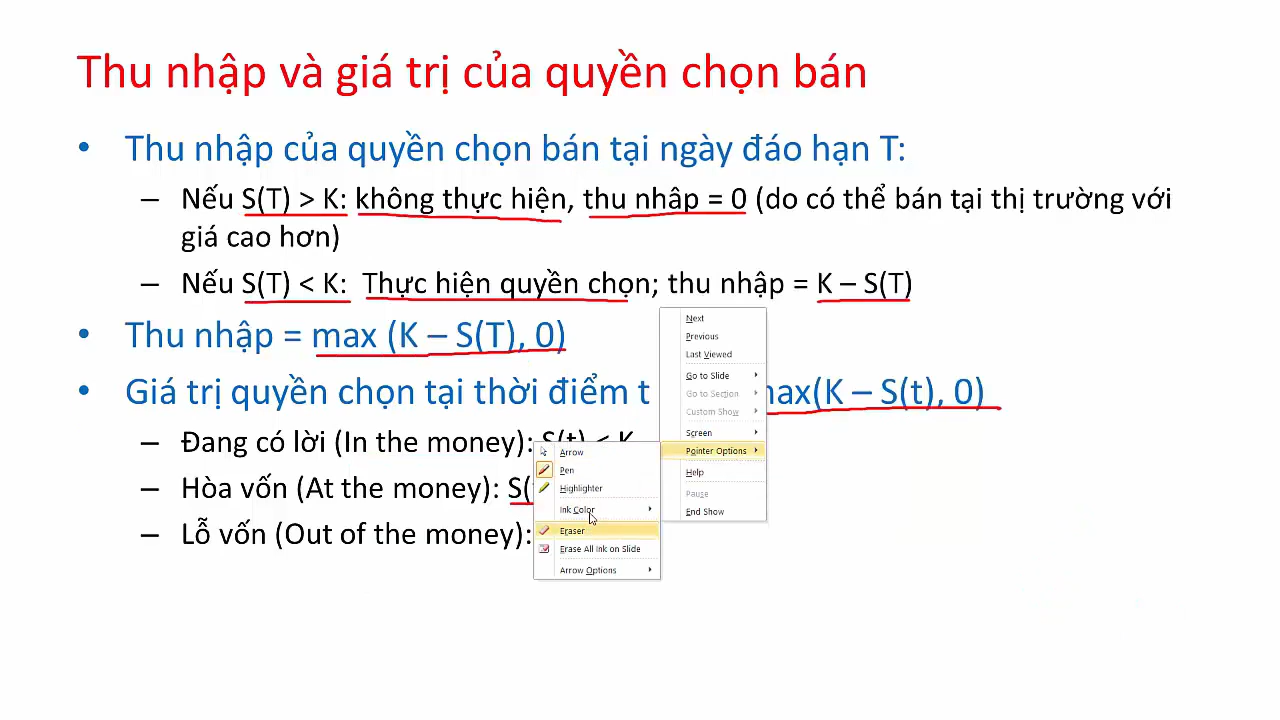 Thu nhập và giá trị của quyền chọn bán
• Thu nhập của quyền chọn bán tại ngày đáo hạn T:
– Nếu S(T) > K: không thực hiện, thu nhâp = 0 (do có thể bán tại thị trường với
giá cao hơn)
– Nếu S(T) < K: Thực hiện quyền chọn; thu nhập = K – S(T)
• Thu nhập = max (K – S(T), 0)
• Giá trị quyền chọn tại thời điểm t max(K – S(t), 0)
– Đang có lời (In the money): S(t) < K
– Hòa vốn (At the money):
– Lỗ vốn (Out of the money):
Next
Previous
Last Viewed
Go to Slide
Go to Section
Custom Show
Screen
Pointer Options
Help
Pause
End Show
Arrow
Pen
Highlighter
Ink Color
Eraser
Erase All Ink on Slide
Arrow Options